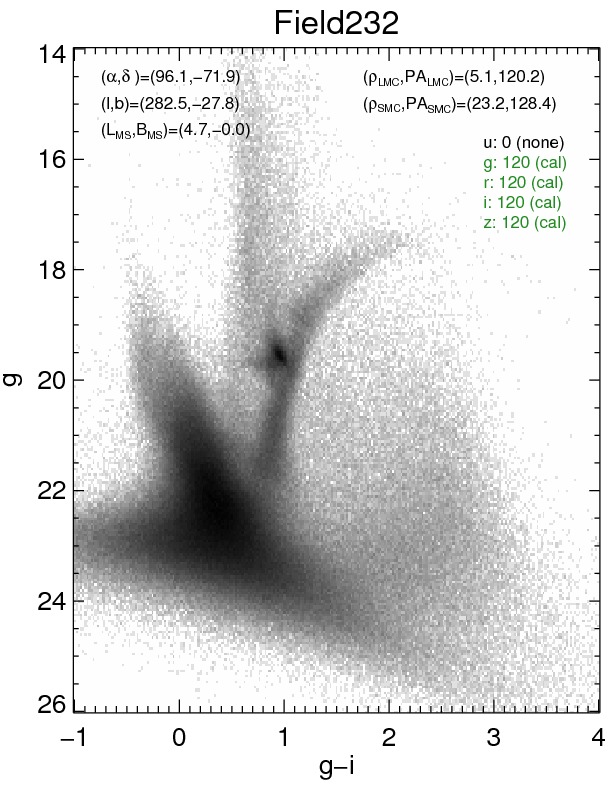 Field232
(α,δ )=(96.1,−71.9)
(ρLMC,PALMC)=(5.1,120.2)
(l,b)=(282.5,−27.8)
(ρSMC,PASMC)=(23.2,128.4)
(LMS,BMS)=(4.7,−0.0)
u: 0 (none)
g: 120 (cal)
r: 120 (cal)
i: 120 (cal)
z: 120 (cal)
14
16
18
20
22
24
26
g
−1 0 1 2 3 4
g−i